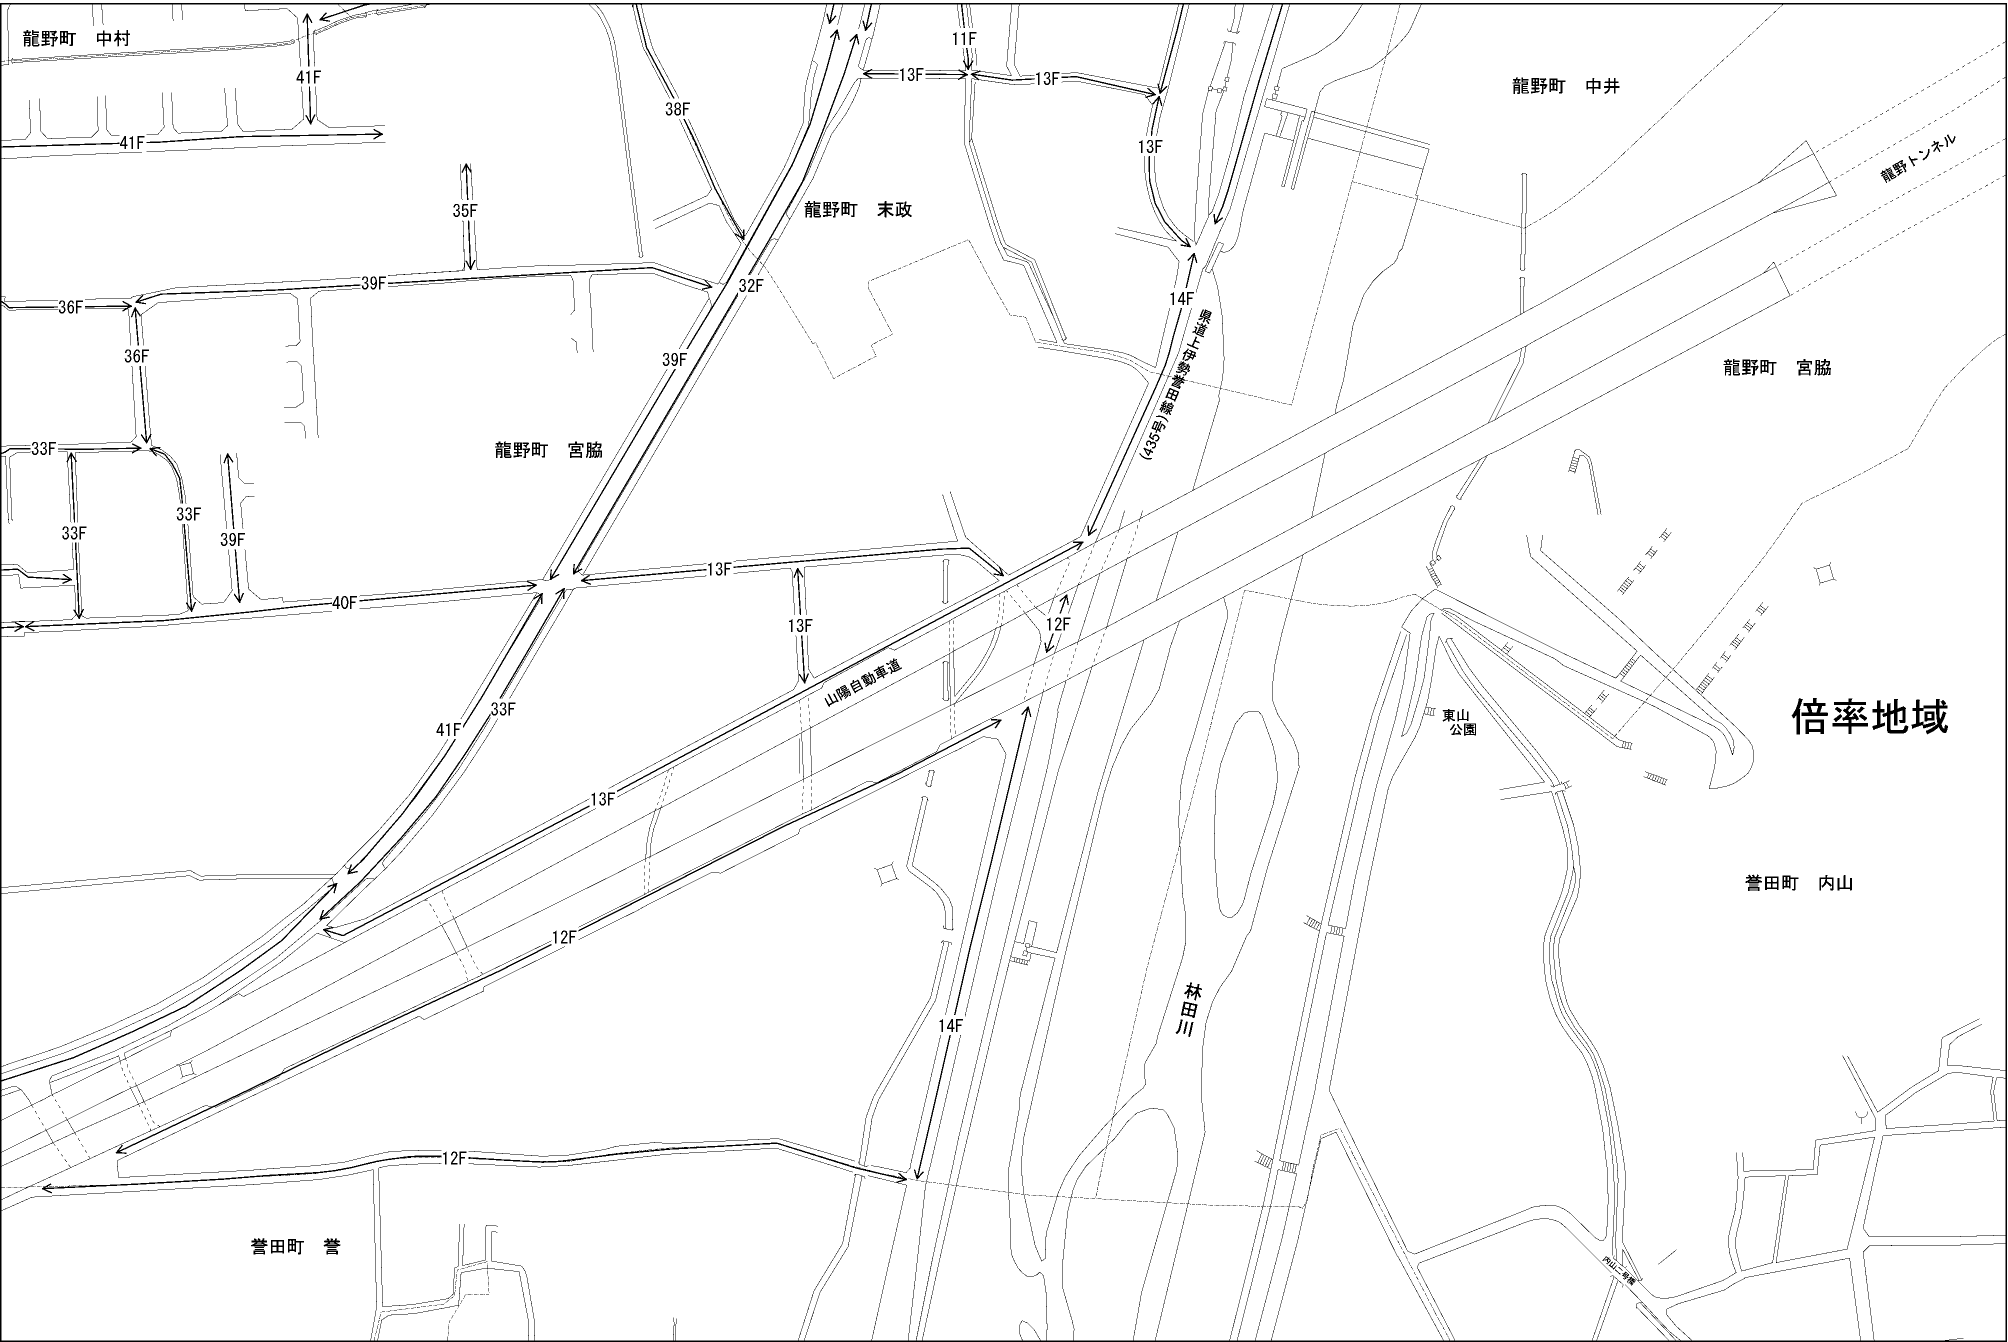 龍野町　中村
11F
41F
13F
13F
龍野町　中井
38F
41F
13F
龍野トンネル
35F
龍野町　末政
39F
32F
14F
36F
県道上伊勢誉田線
(435号)
36F
39F
龍野町　宮脇
33F
龍野町　宮脇
33F
33F
39F
13F
40F
13F
12F
山陽自動車道
33F
41F
東山
公園
倍率地域
13F
誉田町　内山
12F
林田川
14F
12F
誉田町　誉
内山二号橋